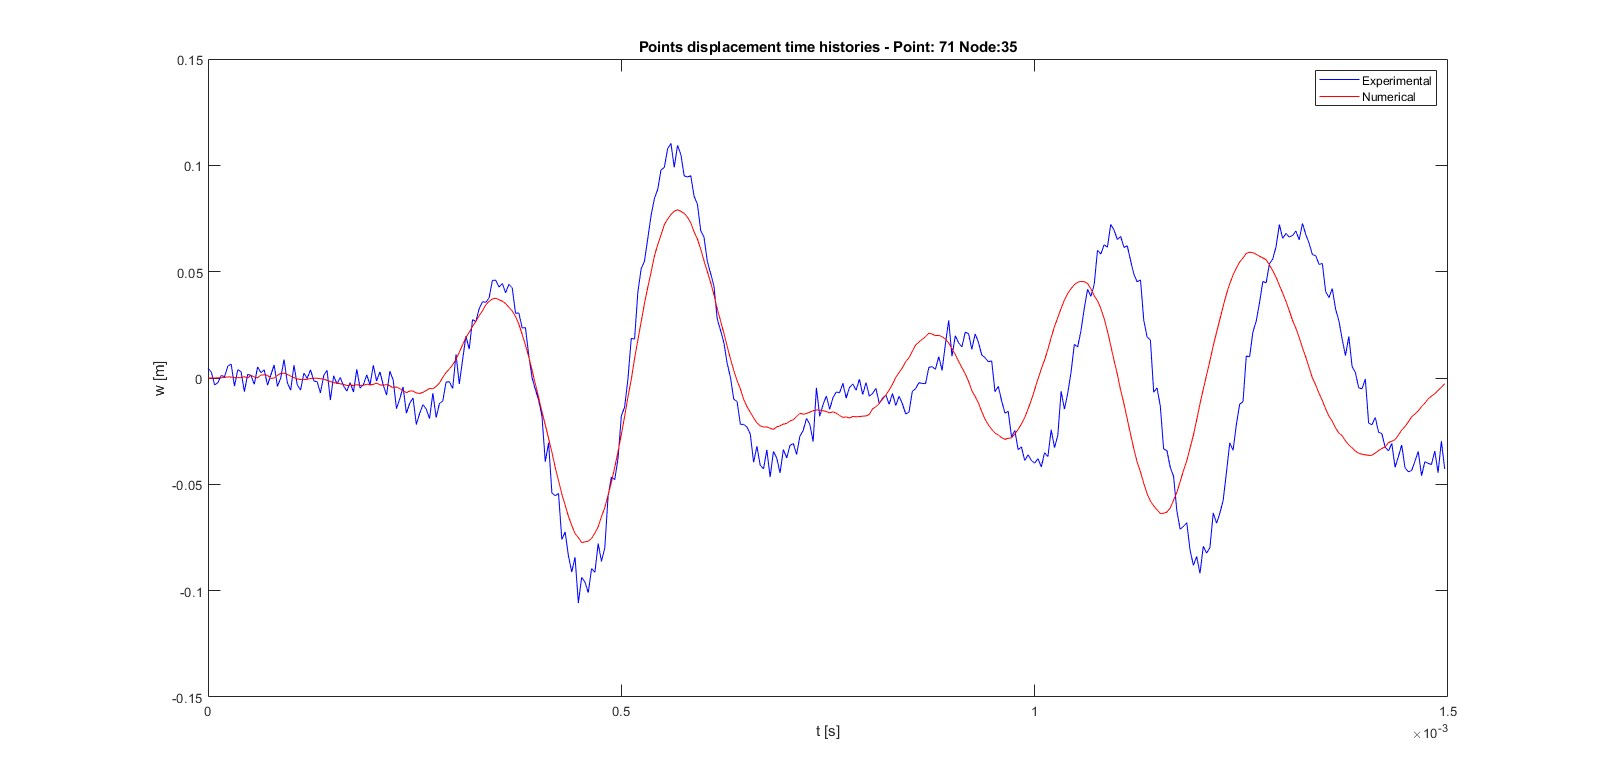 Points displacement time histories - Point: 71 Node:35
Experimental
Numerical
0.15
0.1
0.05
0
-0.05
-0.1
-0.15
w [m]
0
0.5
1
1.5
t [s]
×10-3